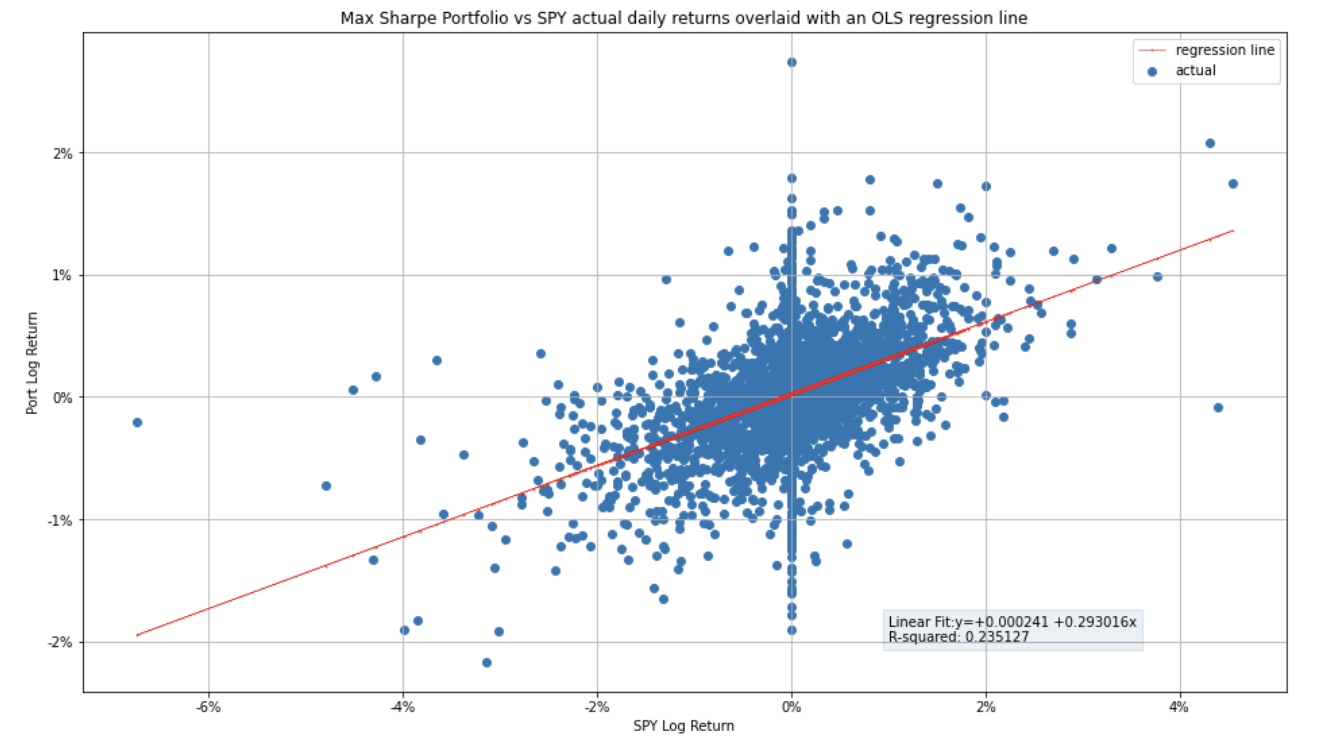 Max Sharpe Portfolio vs SPY actual daily returns overlaid with an OLS regression line
regression line
actual
2%
1%
0%
-1%
-2%
Port Log Return
Linear Fit:y=+0.000241 +0.293016x
R-squared: 0.235127
-6%
-4%
-2%
0%
2%
4%
SPY Log Return